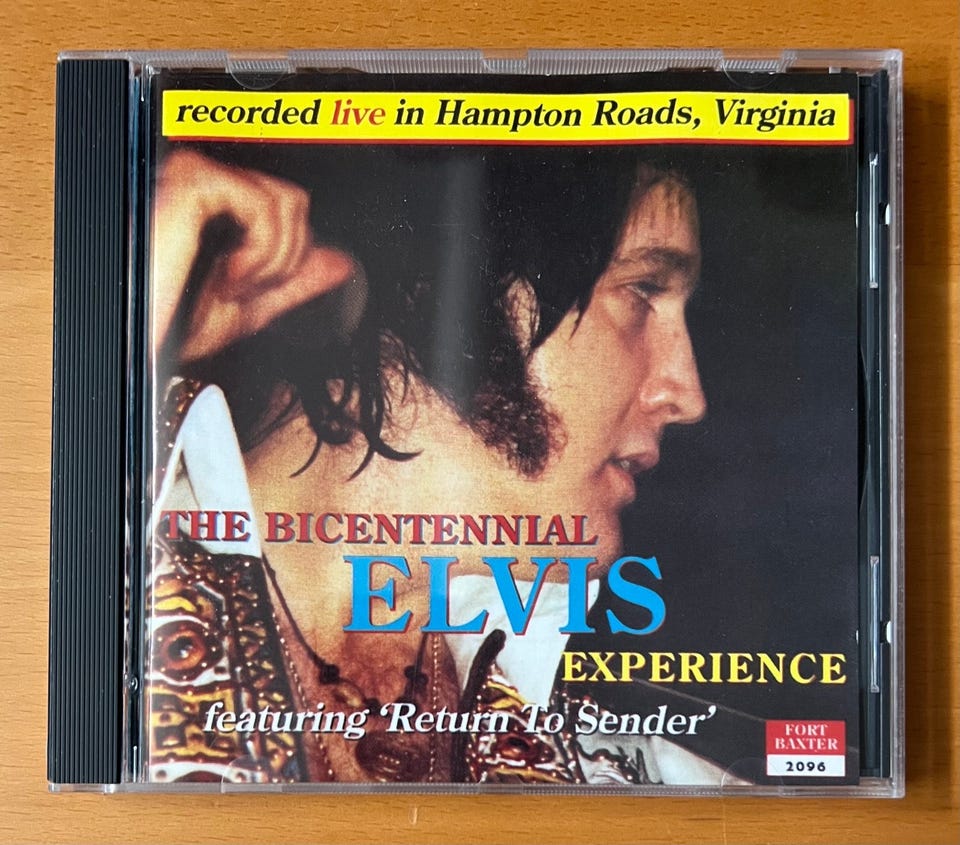 recorded live in Hampton Roads, Virginia
THE BICENTENNIAL
ELVIS
EXPERIENCE
featuring ‘Return To Sender’
FORT
BAXTER
2096